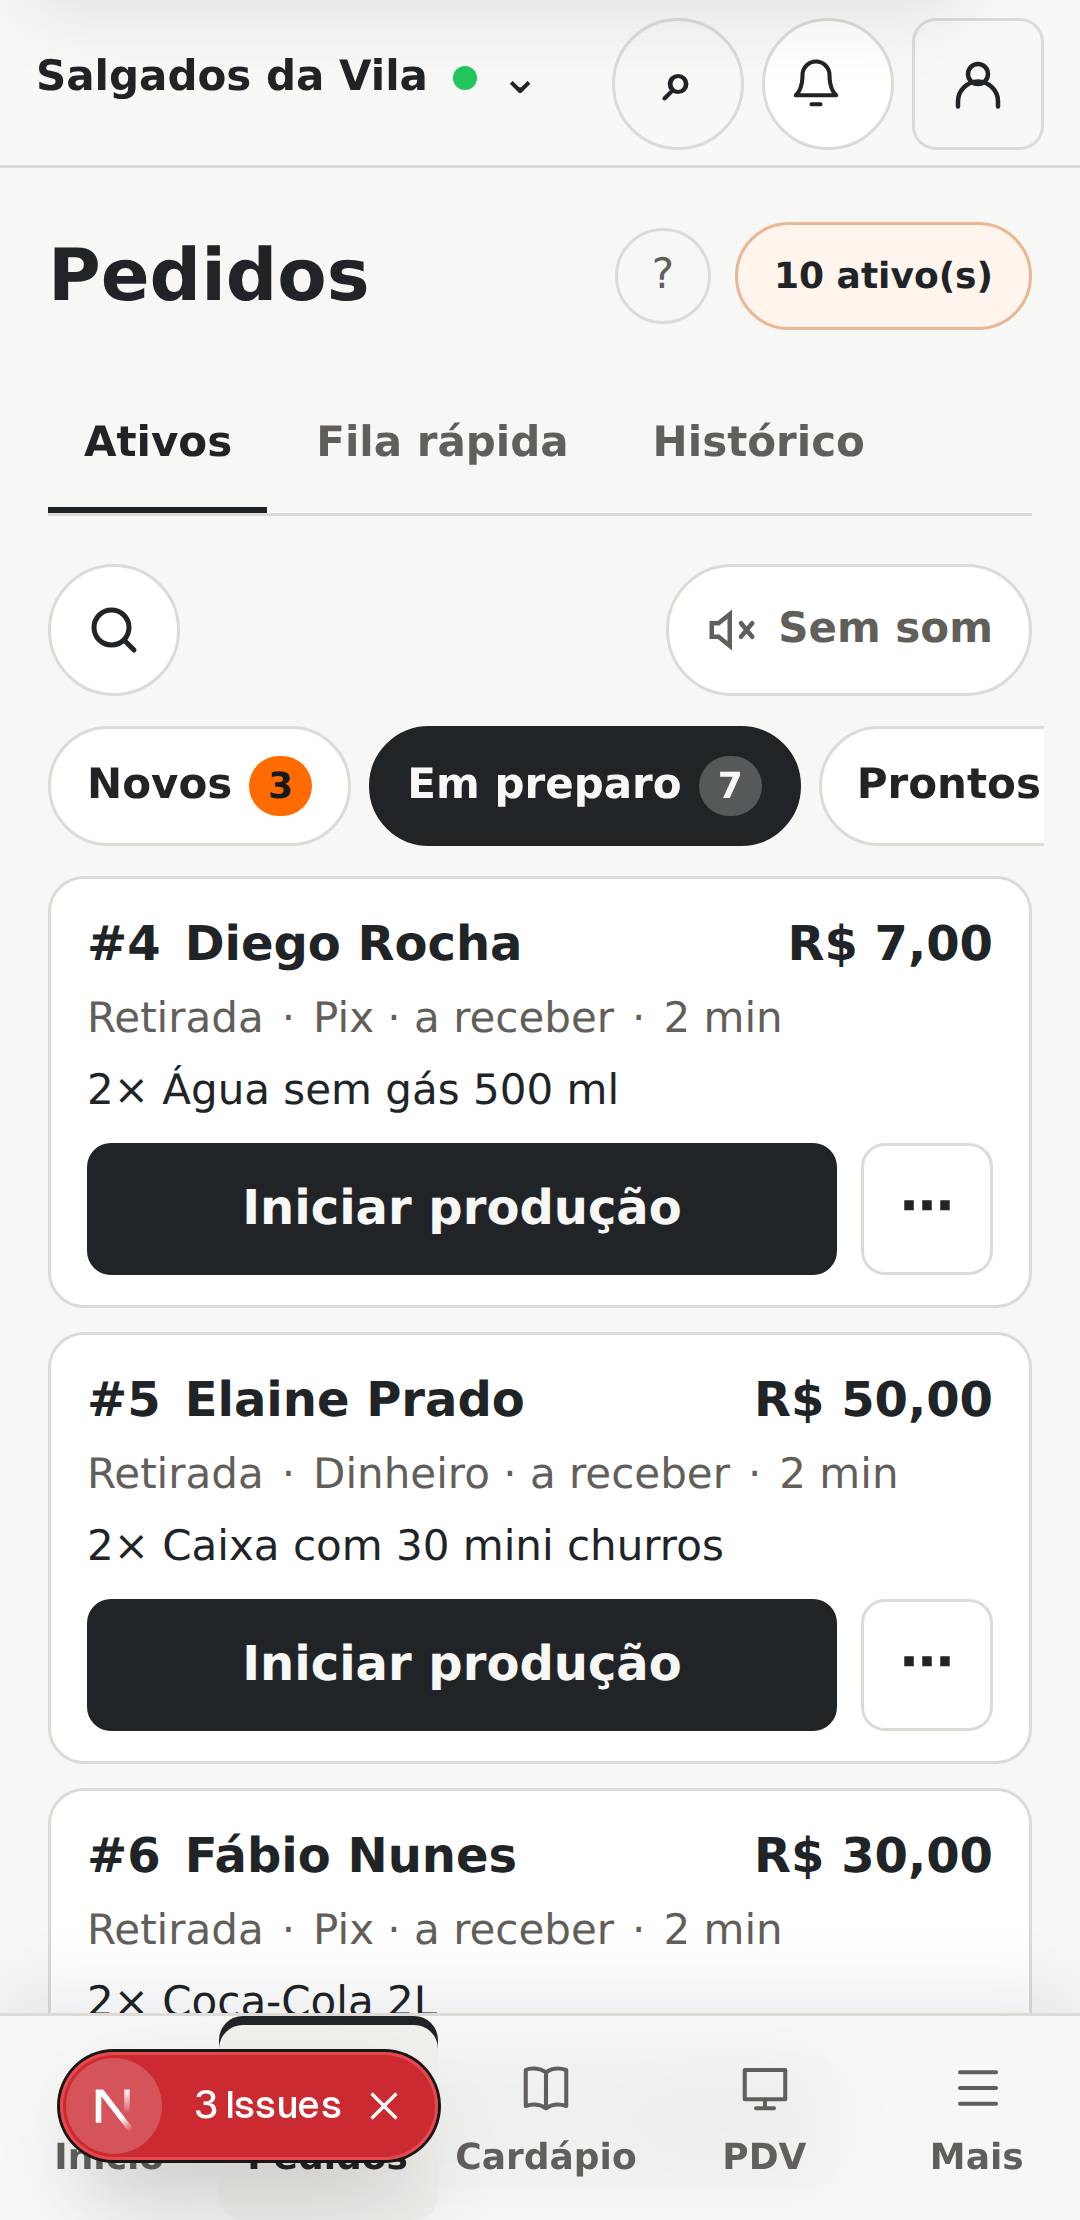 Salgados da Vila
Pedidos
?
10 ativo(s)
Ativos
Fila rápida
Histórico
Sem som
Novos 3
Em preparo 7
Prontos
#4 Diego Rocha
R$ 7,00
Retirada · Pix · a receber · 2 min
2× Água sem gás 500 ml
Iniciar produção
...
#5 Elaine Prado
R$ 50,00
Retirada · Dinheiro · a receber · 2 min
2× Caixa com 30 mini churros
Iniciar produção
...
#6 Fábio Nunes
R$ 30,00
Retirada · Pix · a receber · 2 min
2× Coca-Cola 2L
N 3 Issues
Início
Pedidos
Cardápio
PDV
Mais